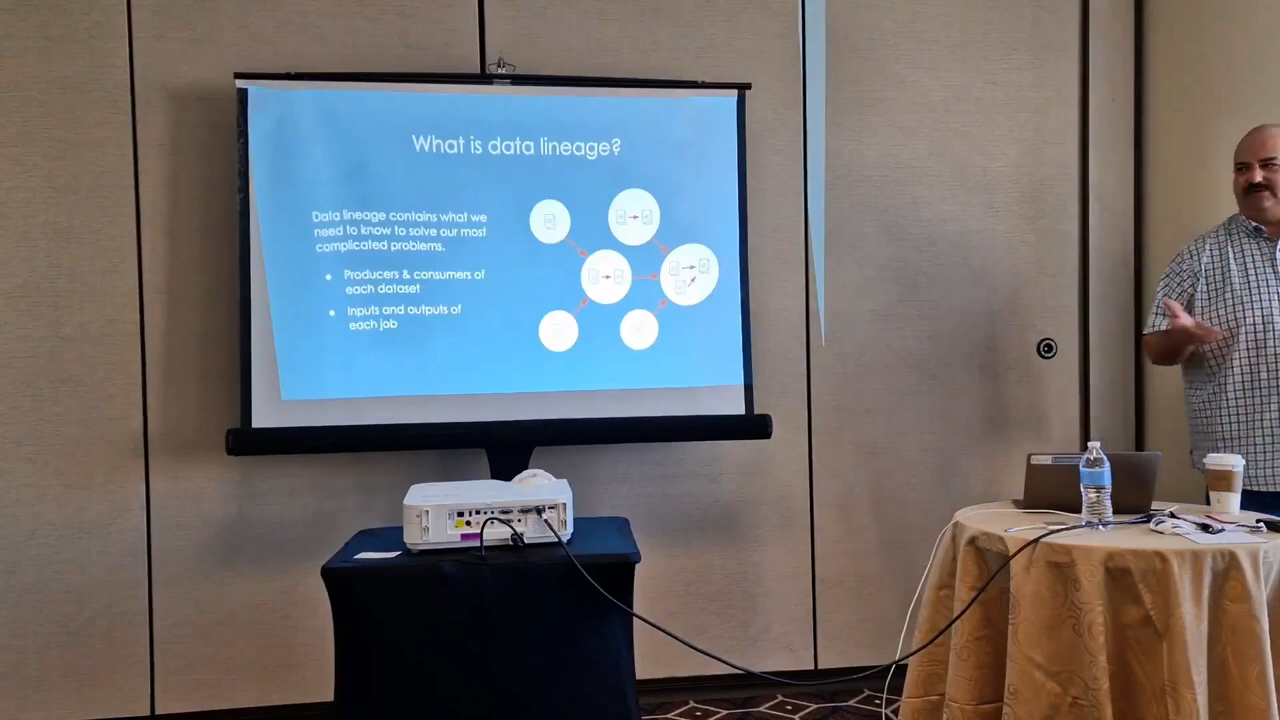 What is data lineage?
Data lineage contains what we
need to know to solve our most
complicated problems.
Producers & consumers of
each dataset
Inputs and outputs of
each job